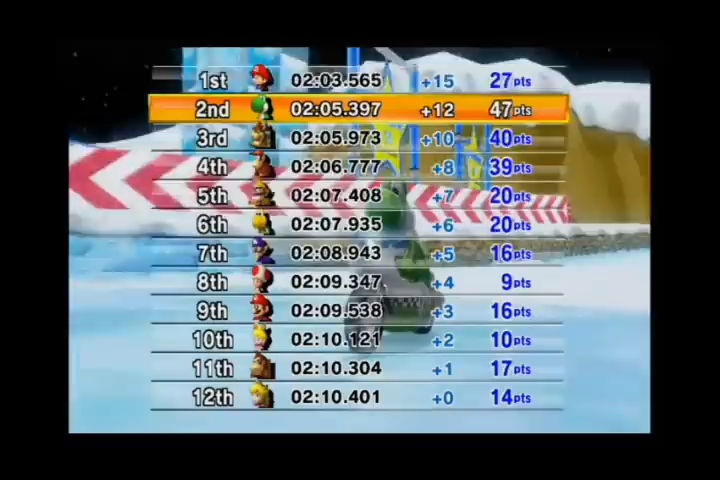 1st 02:03.565 +15 27pts
2nd 02:05.397 +12 47pts
3rd 02:05.973 +10 40pts
4th 02:06.777 +8 39pts
5th 02:07.408 +7 20pts
6th 02:07.935 +6 20pts
7th 02:08.943 +5 16pts
8th 02:09.347 +4 9pts
9th 02:09.538 +3 16pts
10th 02:10.121 +2 10pts
11th 02:10.304 +1 17pts
12th 02:10.401 +0 14pts